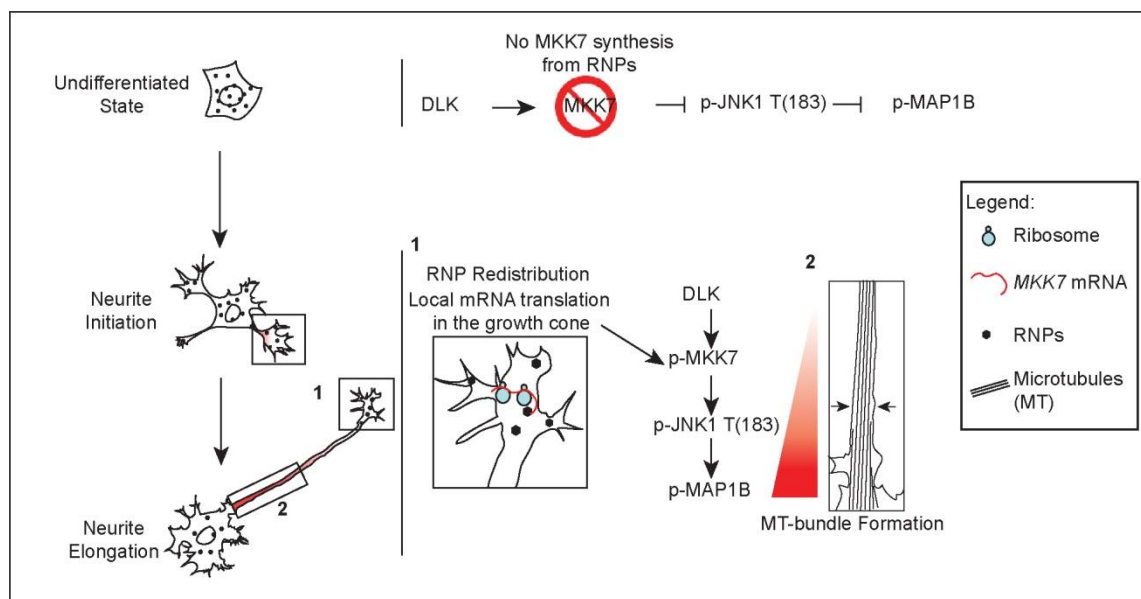 No MKK7 synthesis
from RNPs
Undifferentiated
State
DLK
MKK7
p-JNK1 T(183)
p-MAP1B
1
RNP Redistribution
Local mRNA translation
in the growth cone
Neurite
Initiation
DLK
p-MKK7
p-JNK1 T(183)
p-MAP1B
2
MT-bundle Formation
1
2
Neurite
Elongation
Legend:
Ribosome
MKK7 mRNA
RNPs
Microtubules
(MT)